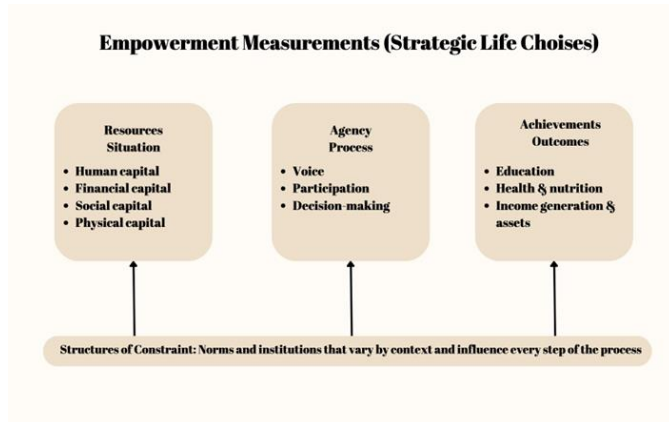 Empowerment Measurements (Strategic Life Choises)
Resources
Situation
• Human capital
• Financial capital
• Social capital
• Physical capital
Agency
Process
• Voice
• Participation
• Decision-making
Achievements
Outcomes
• Education
• Health & nutrition
• Income generation &
assets
Structures of Constraint: Norms and institutions that vary by context and influence every step of the process